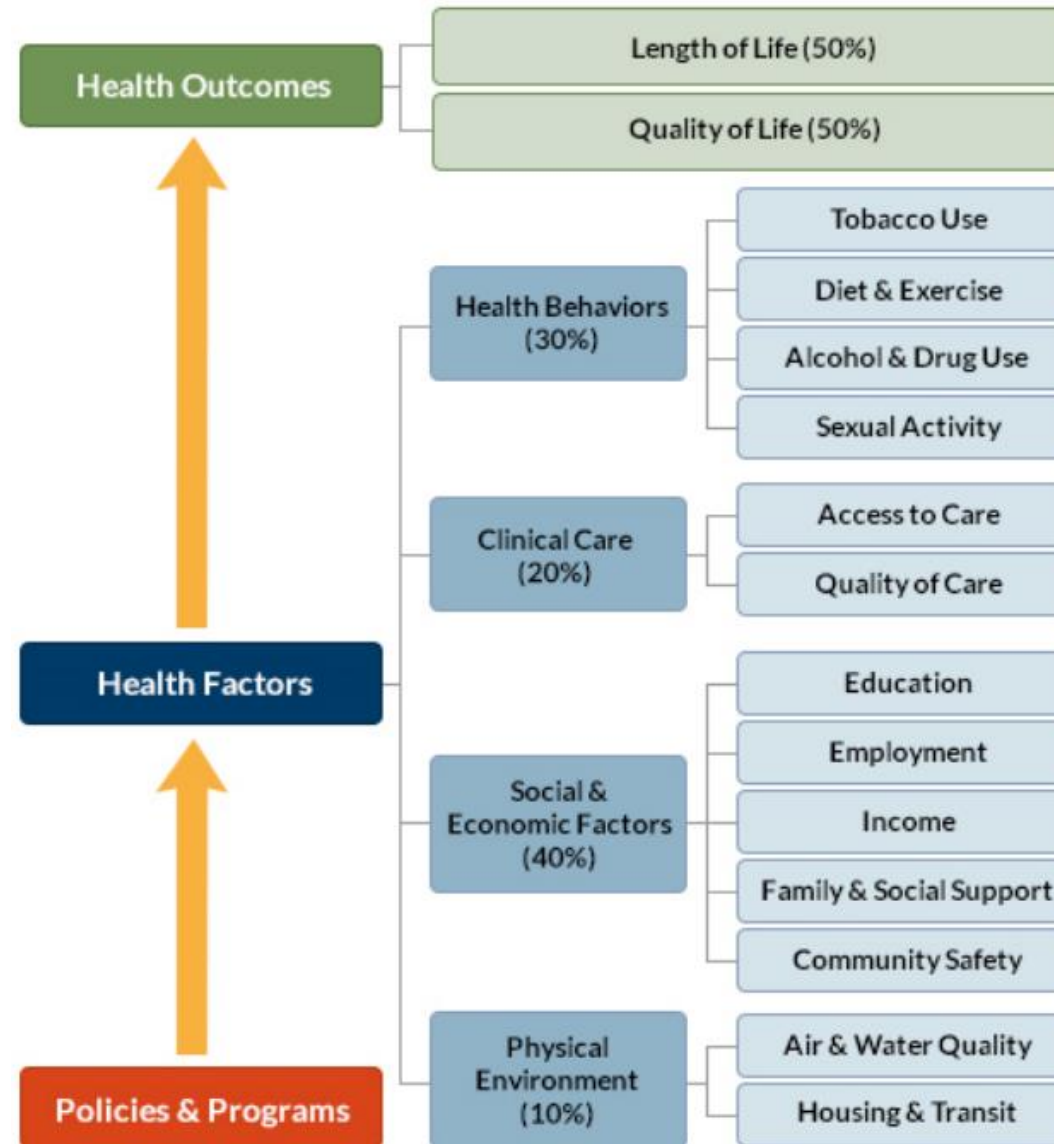 Health Outcomes
Length of Life (50%)
Quality of Life (50%)
Health Behaviors
(30%)
Tobacco Use
Diet & Exercise
Alcohol & Drug Use
Sexual Activity
Clinical Care
(20%)
Access to Care
Quality of Care
Health Factors
Social &
Economic Factors
(40%)
Education
Employment
Income
Family & Social Support
Community Safety
Policies & Programs
Physical
Environment
(10%)
Air & Water Quality
Housing & Transit